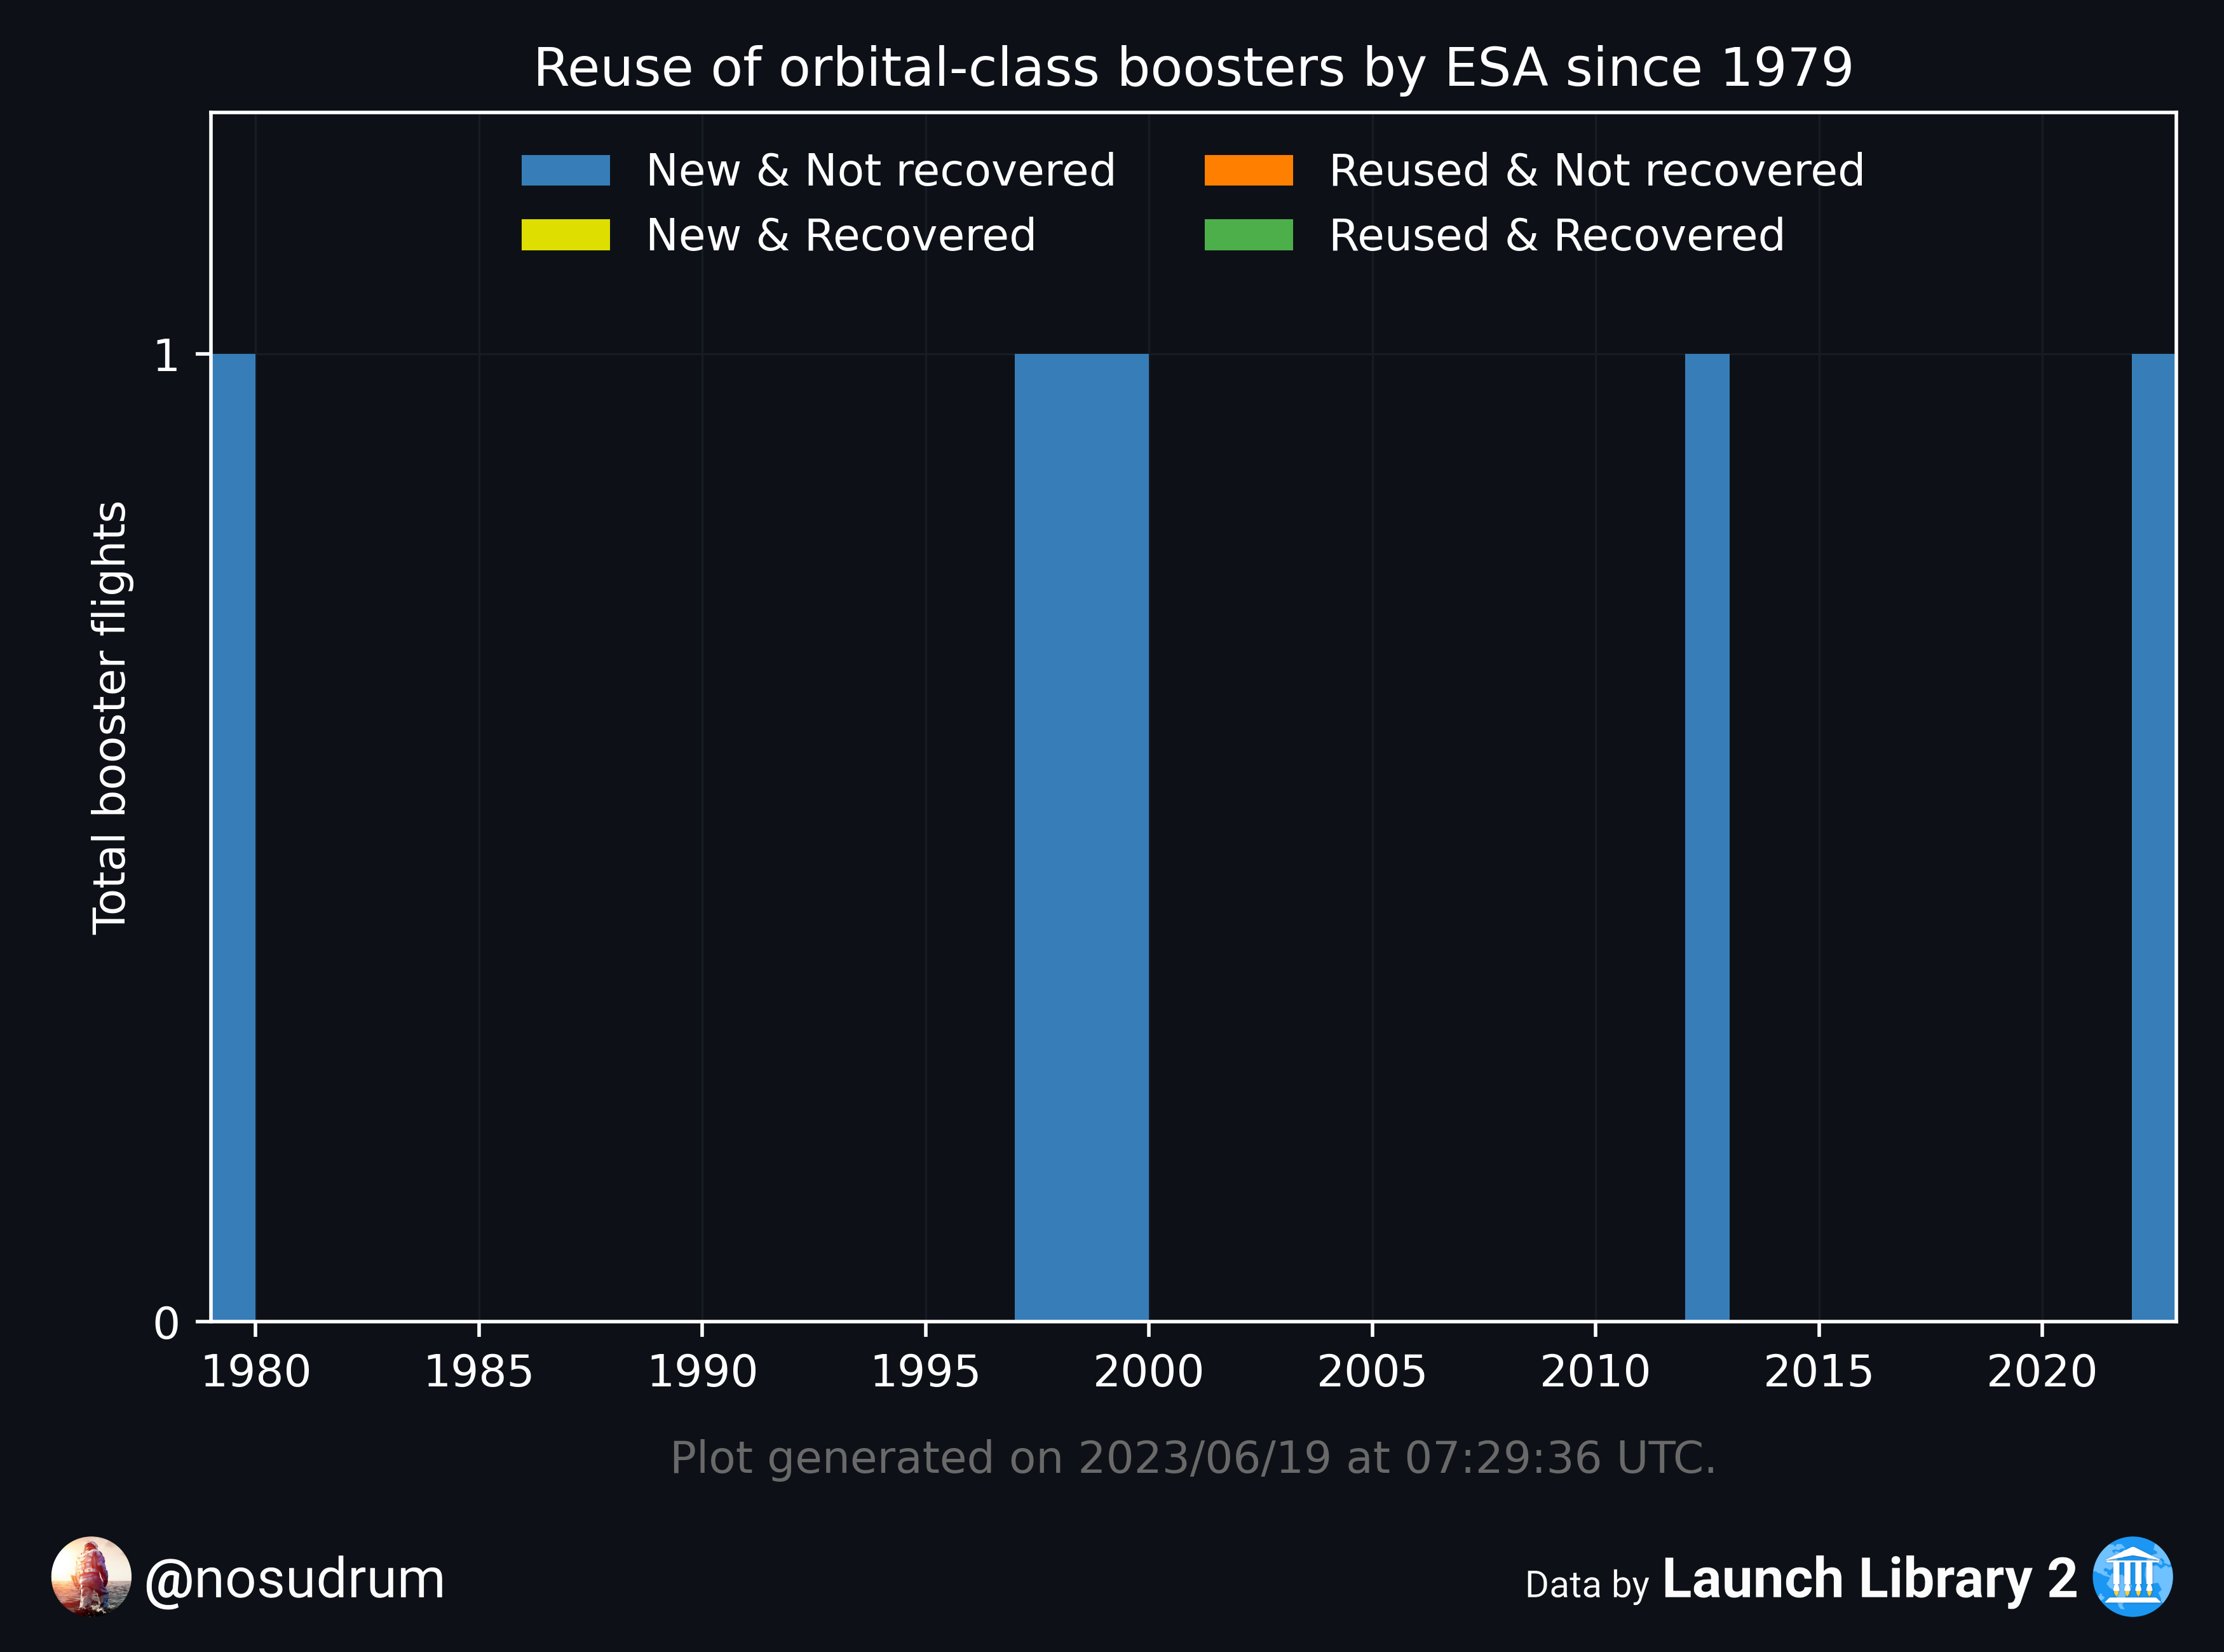 Reuse of orbital-class boosters by ESA since 1979
New & Not recovered
New & Recovered
Reused & Not recovered
Reused & Recovered
Total booster flights
1
0
1980 1985 1990 1995 2000 2005 2010 2015 2020
Plot generated on 2023/06/19 at 07:29:36 UTC.
@nosudrum
Data by Launch Library 2